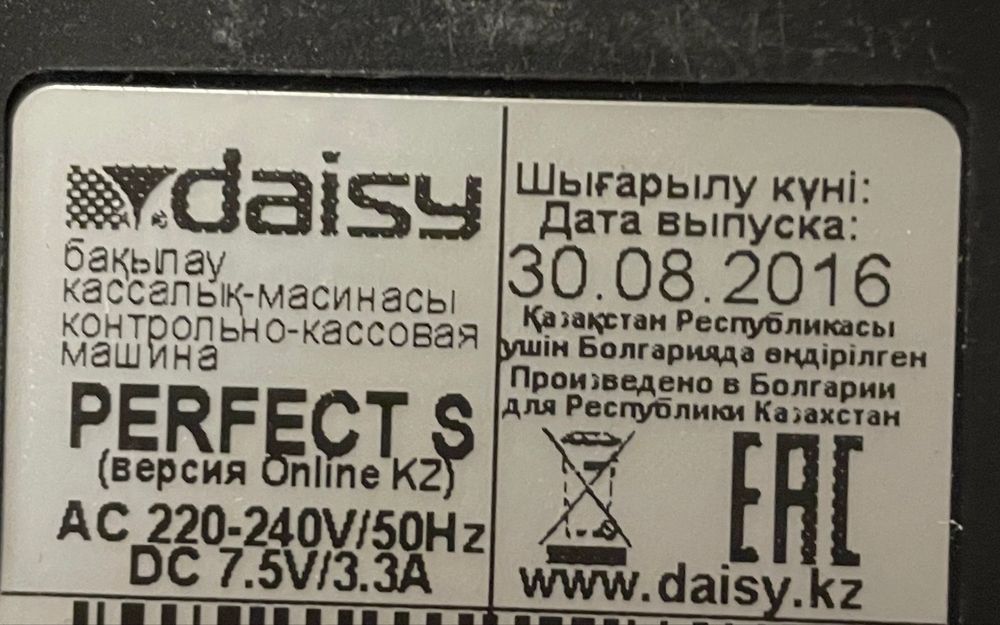 daisy
бақылау
кассалық-масинасы
контрольно-кассовая
машина
PERFECT S
(версия Online KZ)
AC 220-240V/50Hz
DC 7.5V/3.3A
Шығарылу күні:
Дата выпуска:
30.08.2016
Қазақстан Республикасы
үшін Болгарияда өндірілген
Произведено в Болгарии
для Республики Казахстан
EAC
www.daisy.kz